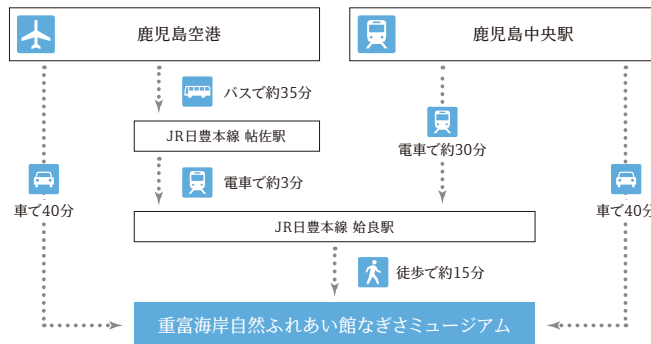 鹿児島空港
鹿児島中央駅
バスで約35分
JR日豊本線 帖佐駅
電車で約30分
電車で約3分
車で40分
車で40分
JR日豊本線 姶良駅
徒歩で約15分
重富海岸自然ふれあい館なぎさミュージアム